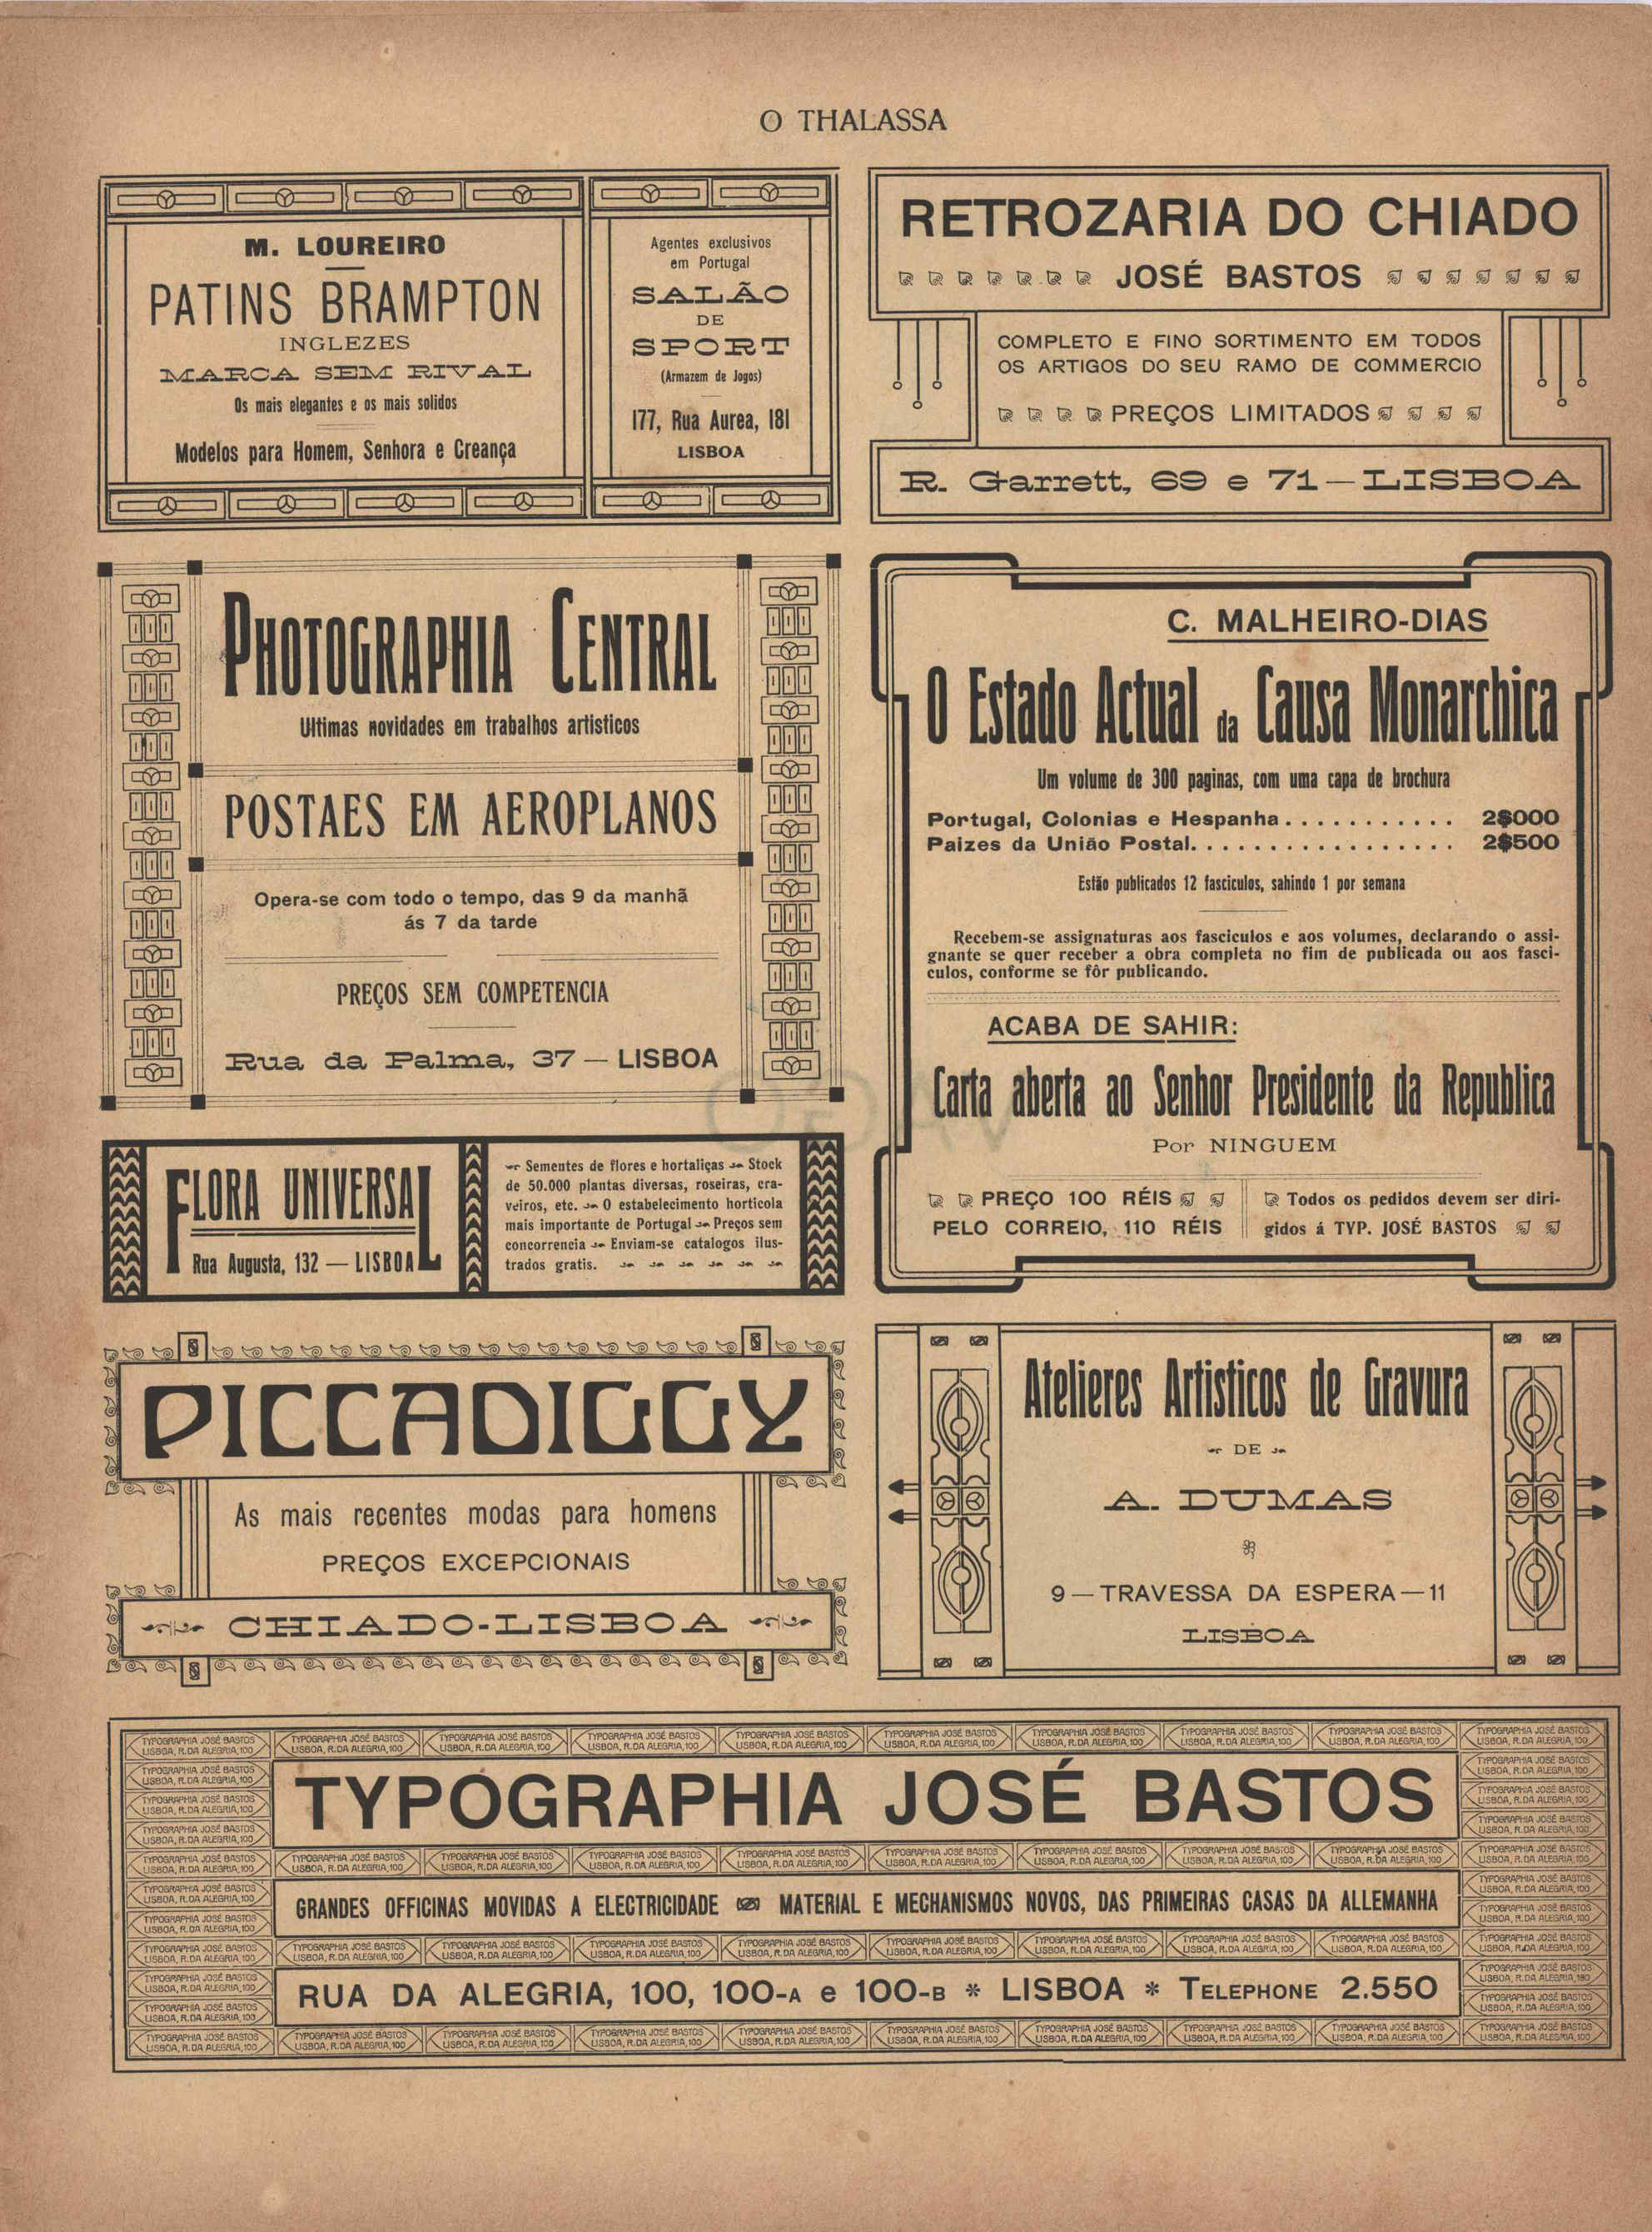 O THALASSA
M. LOUREIRO
PATINS BRAMPTON
INGLEZES
MARCA SEM RIVAL
Os mais elegantes e os mais solidos
Modelos para Homem, Senhora e Creança
Agentes exclusivos
em Portugal
SALÃO
DE
SPORT
(Armazem de Jogos)
177, Rua Aurea, 181
LISBOA
RETROZARIA DO CHIADO
JOSÉ BASTOS
COMPLETO E FINO SORTIMENTO EM TODOS
OS ARTIGOS DO SEU RAMO DE COMMERCIO
PREÇOS LIMITADOS
R. Garrett, 69 e 71—LISBOA
PHOTOGRAPHIA CENTRAL
Ultimas novidades em trabalhos artisticos
POSTAES EM AEROPLANOS
Opera-se com todo o tempo, das 9 da manhã
ás 7 da tarde
PREÇOS SEM COMPETENCIA
Rua da Palma, 37 — LISBOA
C. MALHEIRO-DIAS
O Estado Actual da Causa Monarchica
Um volume de 300 paginas, com uma capa de brochura
Portugal, Colonias e Hespanha........... 2$000
Paizes da União Postal................. 2$500
Estão publicados 12 fasciculos, sahindo 1 por semana
Recebem-se assignaturas aos fasciculos e aos volumes, declarando o assi-
gnante se quer receber a obra completa no fim de publicada ou aos fasci-
culos, conforme se fôr publicando.
ACABA DE SAHIR:
Carta aberta ao Senhor Presidente da Republica
Por NINGUEM
PREÇO 100 RÉIS
PELO CORREIO, 110 RÉIS
Todos os pedidos devem ser diri-
gidos á TYP. JOSÉ BASTOS
FLORA UNIVERSAL
Rua Augusta, 132 — LISBOA
Sementes de flores e hortaliças Stock
de 50.000 plantas diversas, roseiras, cra-
veiros, etc. O estabelecimento horticola
mais importante de Portugal Preços sem
concorrencia Enviam-se catalogos illus-
trados gratis.
PICCADILLY
As mais recentes modas para homens
PREÇOS EXCEPCIONAIS
CHIADO-LISBOA
Atelieres Artisticos de Gravura
DE
A. DUMAS
9—TRAVESSA DA ESPERA—11
LISBOA
TYPOGRAPHIA JOSÉ BASTOS
LISBOA, R. DA ALEGRIA, 100
TYPOGRAPHIA JOSÉ BASTOS
GRANDES OFFICINAS MOVIDAS A ELECTRICIDADE MATERIAL E MECHANISMOS NOVOS, DAS PRIMEIRAS CASAS DA ALLEMANHA
RUA DA ALEGRIA, 100, 100-A e 100-B * LISBOA * TELEPHONE 2.550